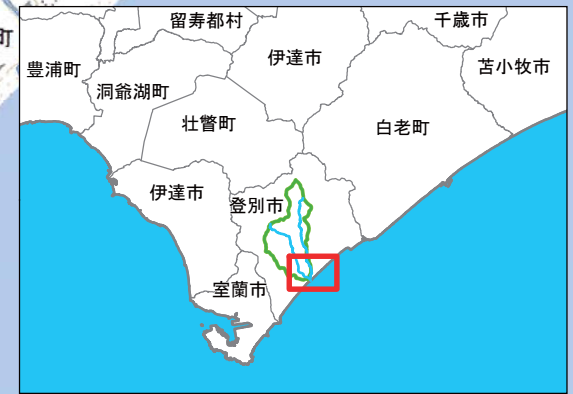 町
留寿都村
千歳市
豊浦町
伊達市
苫小牧市
洞爺湖町
壮瞥町
白老町
伊達市
登別市
室蘭市